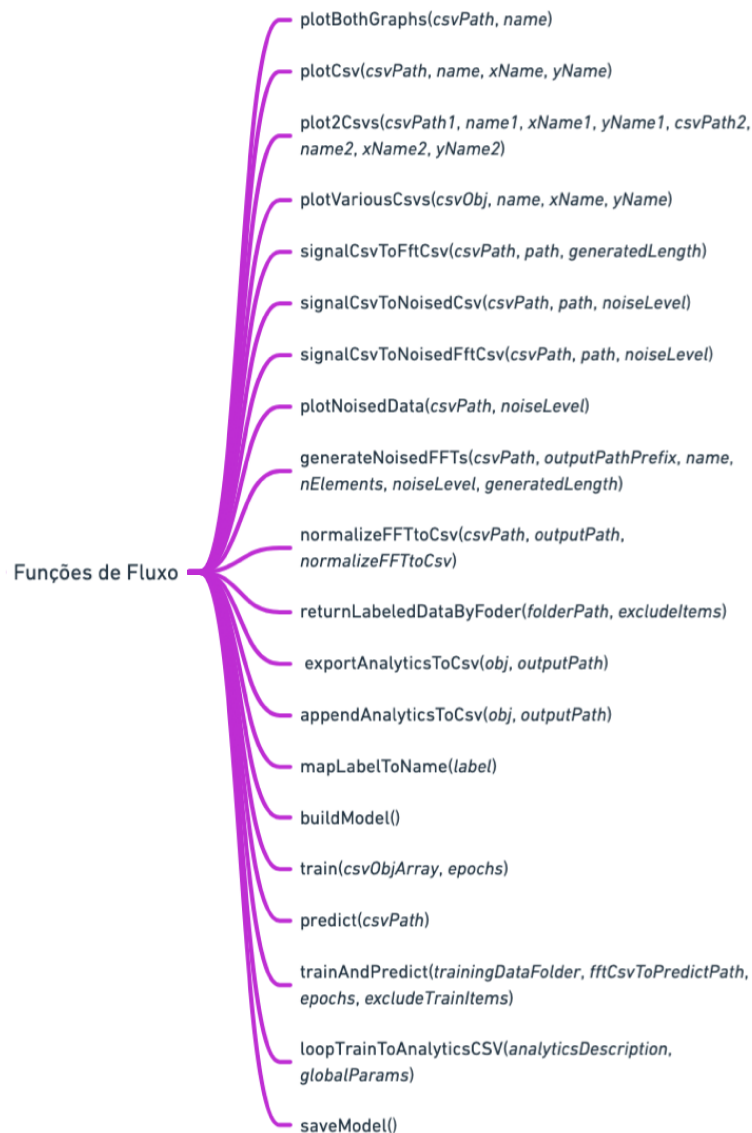 plotBothGraphs(csvPath, name)
plotCsv(csvPath, name, xName, yName)
plot2Csvs(csvPath1, name1, xName1, yName1, csvPath2,
name2, xName2, yName2)
plotVariousCsvs(csvObj, name, xName, yName)
signalCsvToFftCsv(csvPath, path, generatedLength)
signalCsvToNoisedCsv(csvPath, path, noiseLevel)
signalCsvToNoisedFftCsv(csvPath, path, noiseLevel)
plotNoisedData(csvPath, noiseLevel)
generateNoisedFFTs(csvPath, outputPathPrefix, name,
nElements, noiseLevel, generatedLength)
normalizeFFTtoCsv(csvPath, outputPath,
normalizeFFTtoCsv)
Funções de Fluxo
returnLabeledDataByFoder(folderPath, excludeItems)
exportAnalyticsToCsv(obj, outputPath)
appendAnalyticsToCsv(obj, outputPath)
mapLabelToName(label)
buildModel()
train(csvObjArray, epochs)
predict(csvPath)
trainAndPredict(trainingDataFolder, fftCsvToPredictPath,
epochs, excludeTrainItems)
loopTrainToAnalyticsCSV(analyticsDescription,
globalParams)
saveModel()